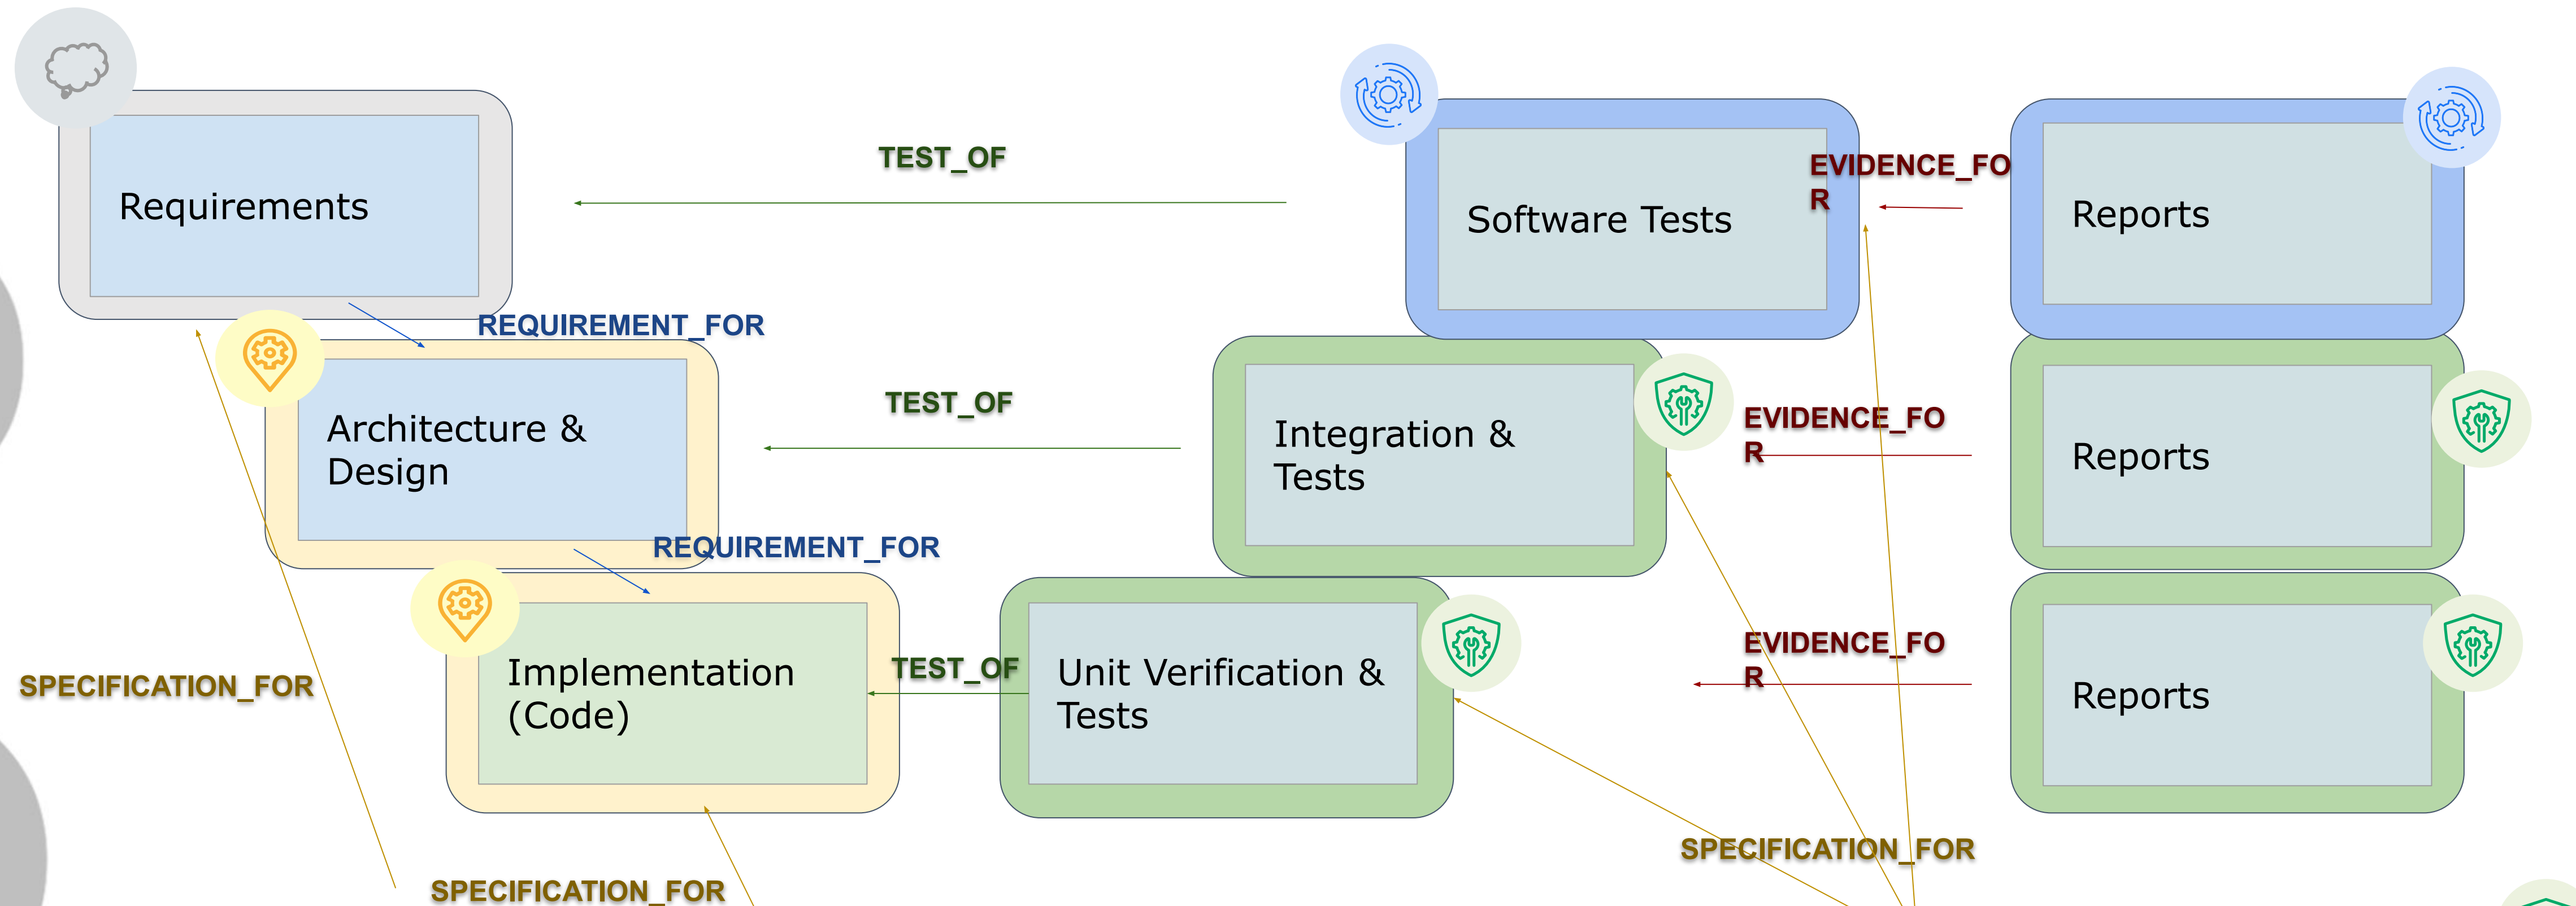 TEST_OF
EVIDENCE_FO
R
Requirements
Software Tests
Reports
REQUIREMENT_FOR
TEST_OF
EVIDENCE_FO
R
Architecture &
Design
Integration &
Tests
Reports
REQUIREMENT_FOR
TEST_OF
EVIDENCE_FO
R
SPECIFICATION_FOR
Implementation
(Code)
Unit Verification &
Tests
Reports
SPECIFICATION_FOR
SPECIFICATION_FOR